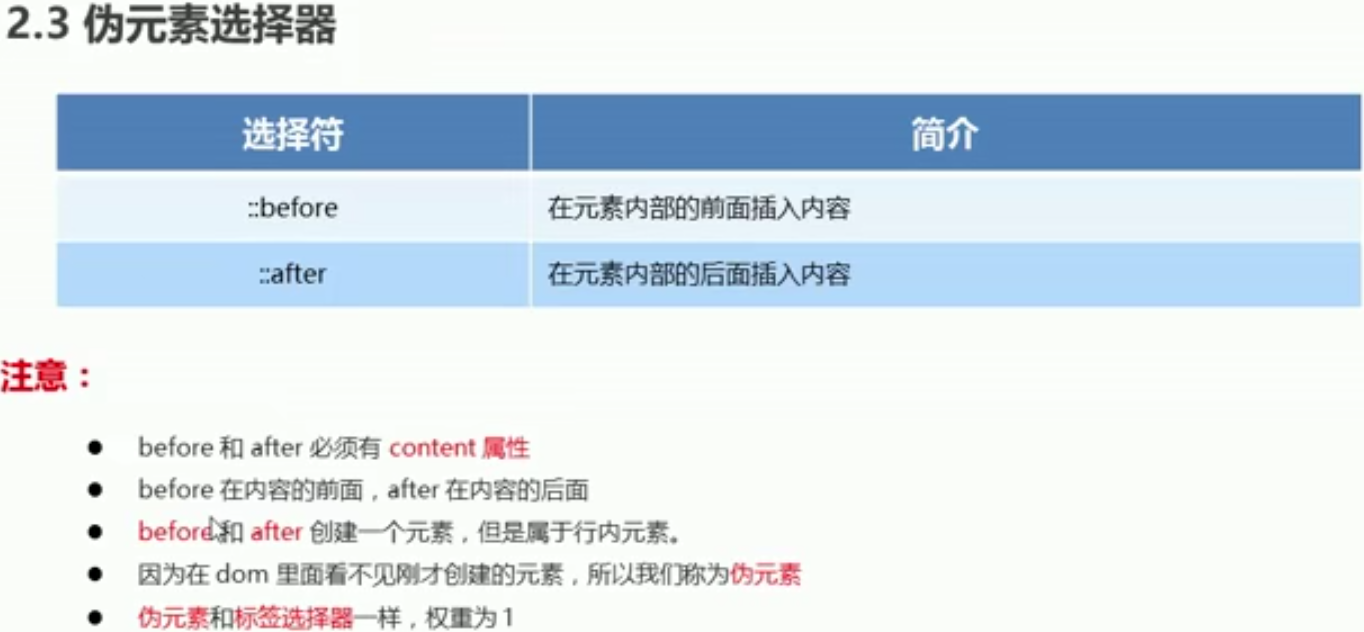 2.3 伪元素选择器
选择符 简介
::before 在元素内部的前面插入内容
::after 在元素内部的后面插入内容
注意：
● before 和 after 必须有 content 属性
● before 在内容的前面，after 在内容的后面
● before 和 after 创建一个元素，但是属于行内元素。
● 因为在 dom 里面看不见刚才创建的元素，所以我们称为伪元素
● 伪元素和标签选择器一样，权重为 1